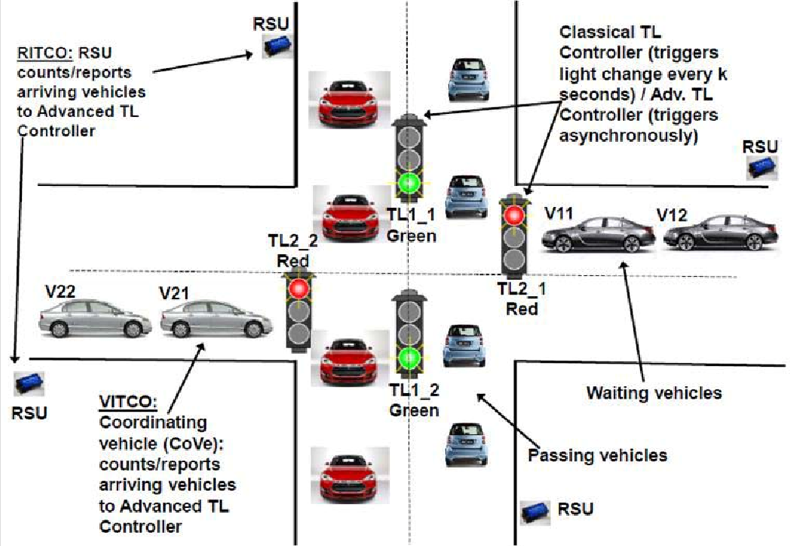 RSU
RITCO: RSU
counts/reports
arriving vehicles
to Advanced TL
Controller
Classical TL
Controller (triggers
light change every k
seconds) / Adv. TL
Controller (triggers
asynchronously)
RSU
TL1_1
Green
V11
V12
TL2_2
Red
TL2_1
Red
V22
V21
TL1_2
Green
Waiting vehicles
RSU
VITCO:
Coordinating
vehicle (CoVe):
counts/reports
arriving vehicles
to Advanced TL
Controller
Passing vehicles
RSU